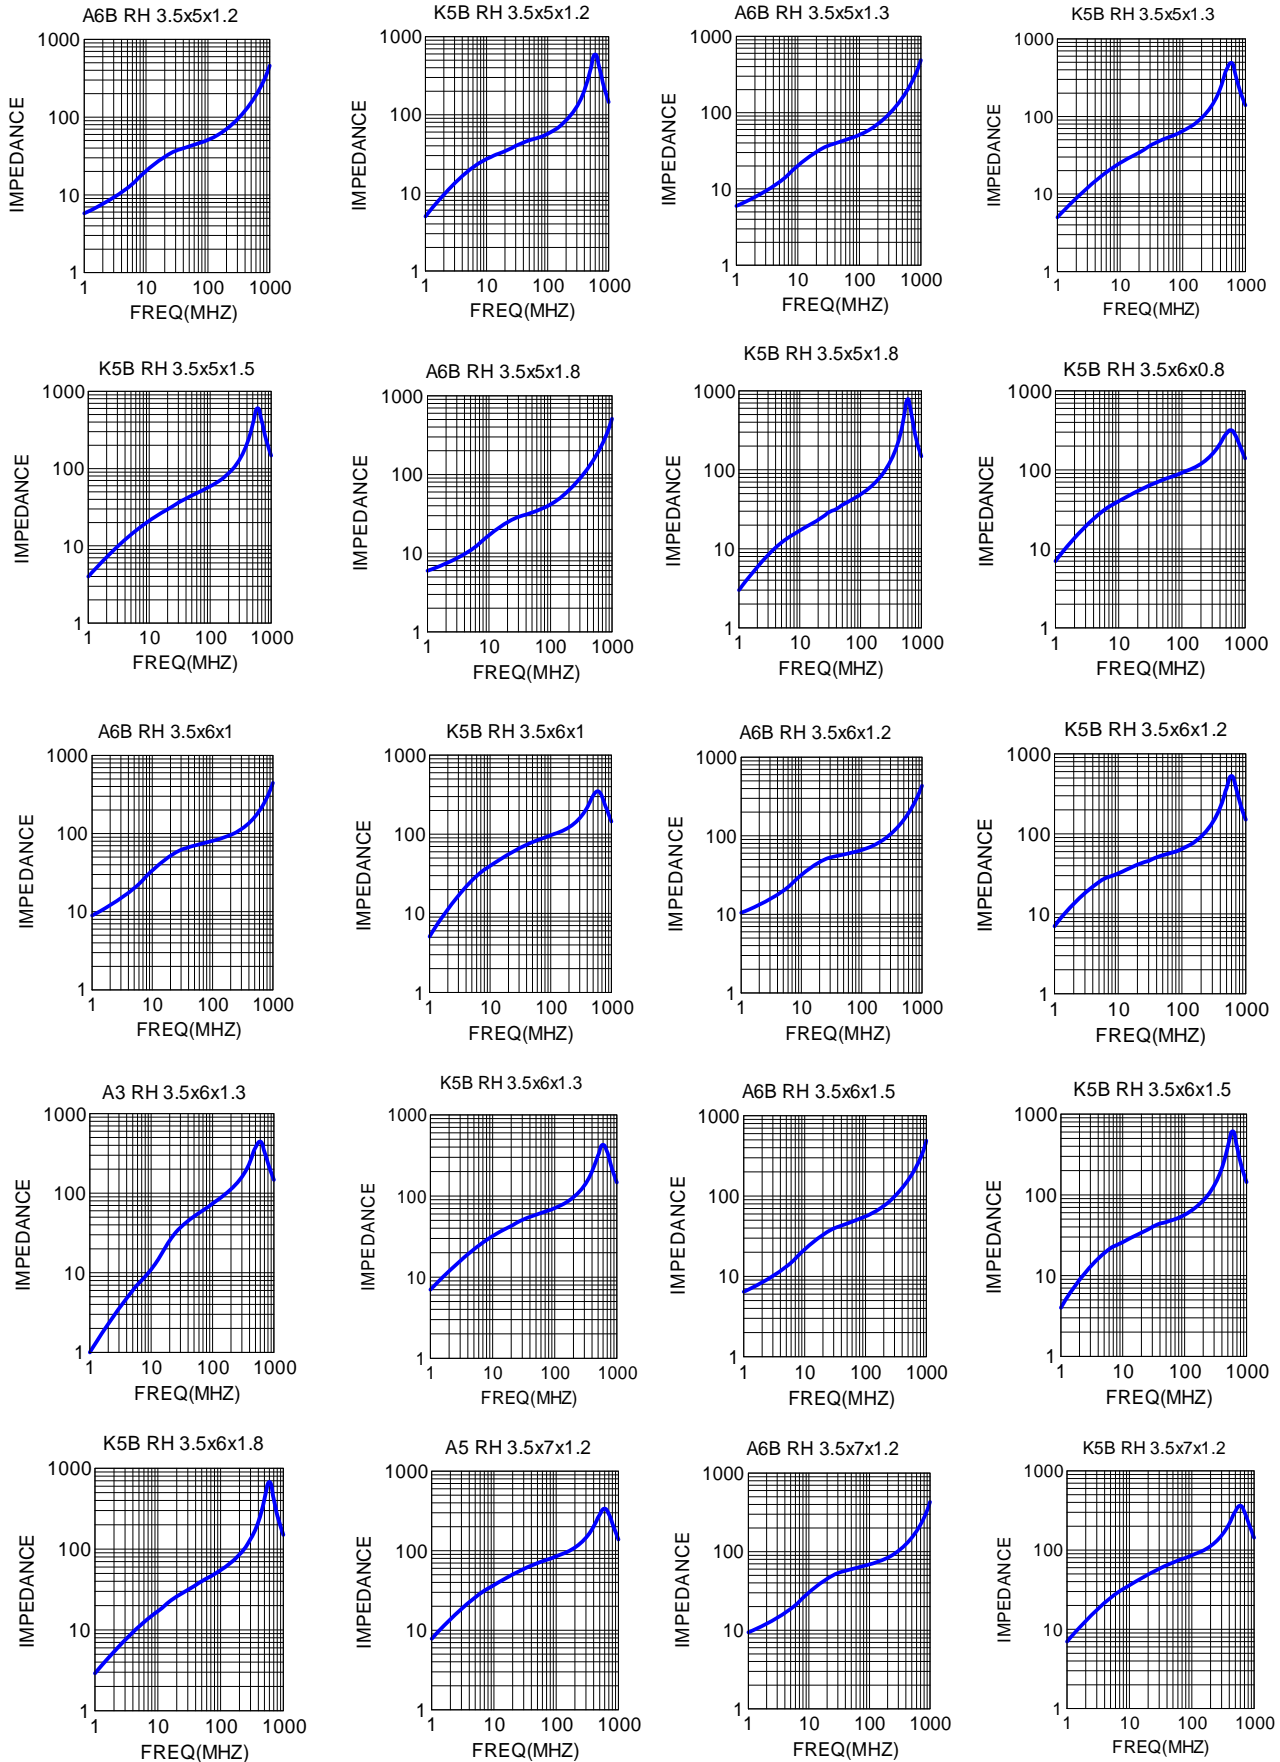 A6B RH 3.5x5x1.2
IMPEDANCE
1000
100
10
1
1 10 100 1000
FREQ(MHZ)
K5B RH 3.5x5x1.2
IMPEDANCE
1000
100
10
1
1 10 100 1000
FREQ(MHZ)
A6B RH 3.5x5x1.3
IMPEDANCE
1000
100
10
1
1 10 100 1000
FREQ(MHZ)
K5B RH 3.5x5x1.3
IMPEDANCE
1000
100
10
1
1 10 100 1000
FREQ(MHZ)
K5B RH 3.5x5x1.5
IMPEDANCE
1000
100
10
1
1 10 100 1000
FREQ(MHZ)
A6B RH 3.5x5x1.8
IMPEDANCE
1000
100
10
1
1 10 100 1000
FREQ(MHZ)
K5B RH 3.5x5x1.8
IMPEDANCE
1000
100
10
1
1 10 100 1000
FREQ(MHZ)
K5B RH 3.5x6x0.8
IMPEDANCE
1000
100
10
1
1 10 100 1000
FREQ(MHZ)
A6B RH 3.5x6x1
IMPEDANCE
1000
100
10
1
1 10 100 1000
FREQ(MHZ)
K5B RH 3.5x6x1
IMPEDANCE
1000
100
10
1
1 10 100 1000
FREQ(MHZ)
A6B RH 3.5x6x1.2
IMPEDANCE
1000
100
10
1
1 10 100 1000
FREQ(MHZ)
K5B RH 3.5x6x1.2
IMPEDANCE
1000
100
10
1
1 10 100 1000
FREQ(MHZ)
A3 RH 3.5x6x1.3
IMPEDANCE
1000
100
10
1
1 10 100 1000
FREQ(MHZ)
K5B RH 3.5x6x1.3
IMPEDANCE
1000
100
10
1
1 10 100 1000
FREQ(MHZ)
A6B RH 3.5x6x1.5
IMPEDANCE
1000
100
10
1
1 10 100 1000
FREQ(MHZ)
K5B RH 3.5x6x1.5
IMPEDANCE
1000
100
10
1
1 10 100 1000
FREQ(MHZ)
K5B RH 3.5x6x1.8
IMPEDANCE
1000
100
10
1
1 10 100 1000
FREQ(MHZ)
A5 RH 3.5x7x1.2
IMPEDANCE
1000
100
10
1
1 10 100 1000
FREQ(MHZ)
A6B RH 3.5x7x1.2
IMPEDANCE
1000
100
10
1
1 10 100 1000
FREQ(MHZ)
K5B RH 3.5x7x1.2
IMPEDANCE
1000
100
10
1
1 10 100 1000
FREQ(MHZ)